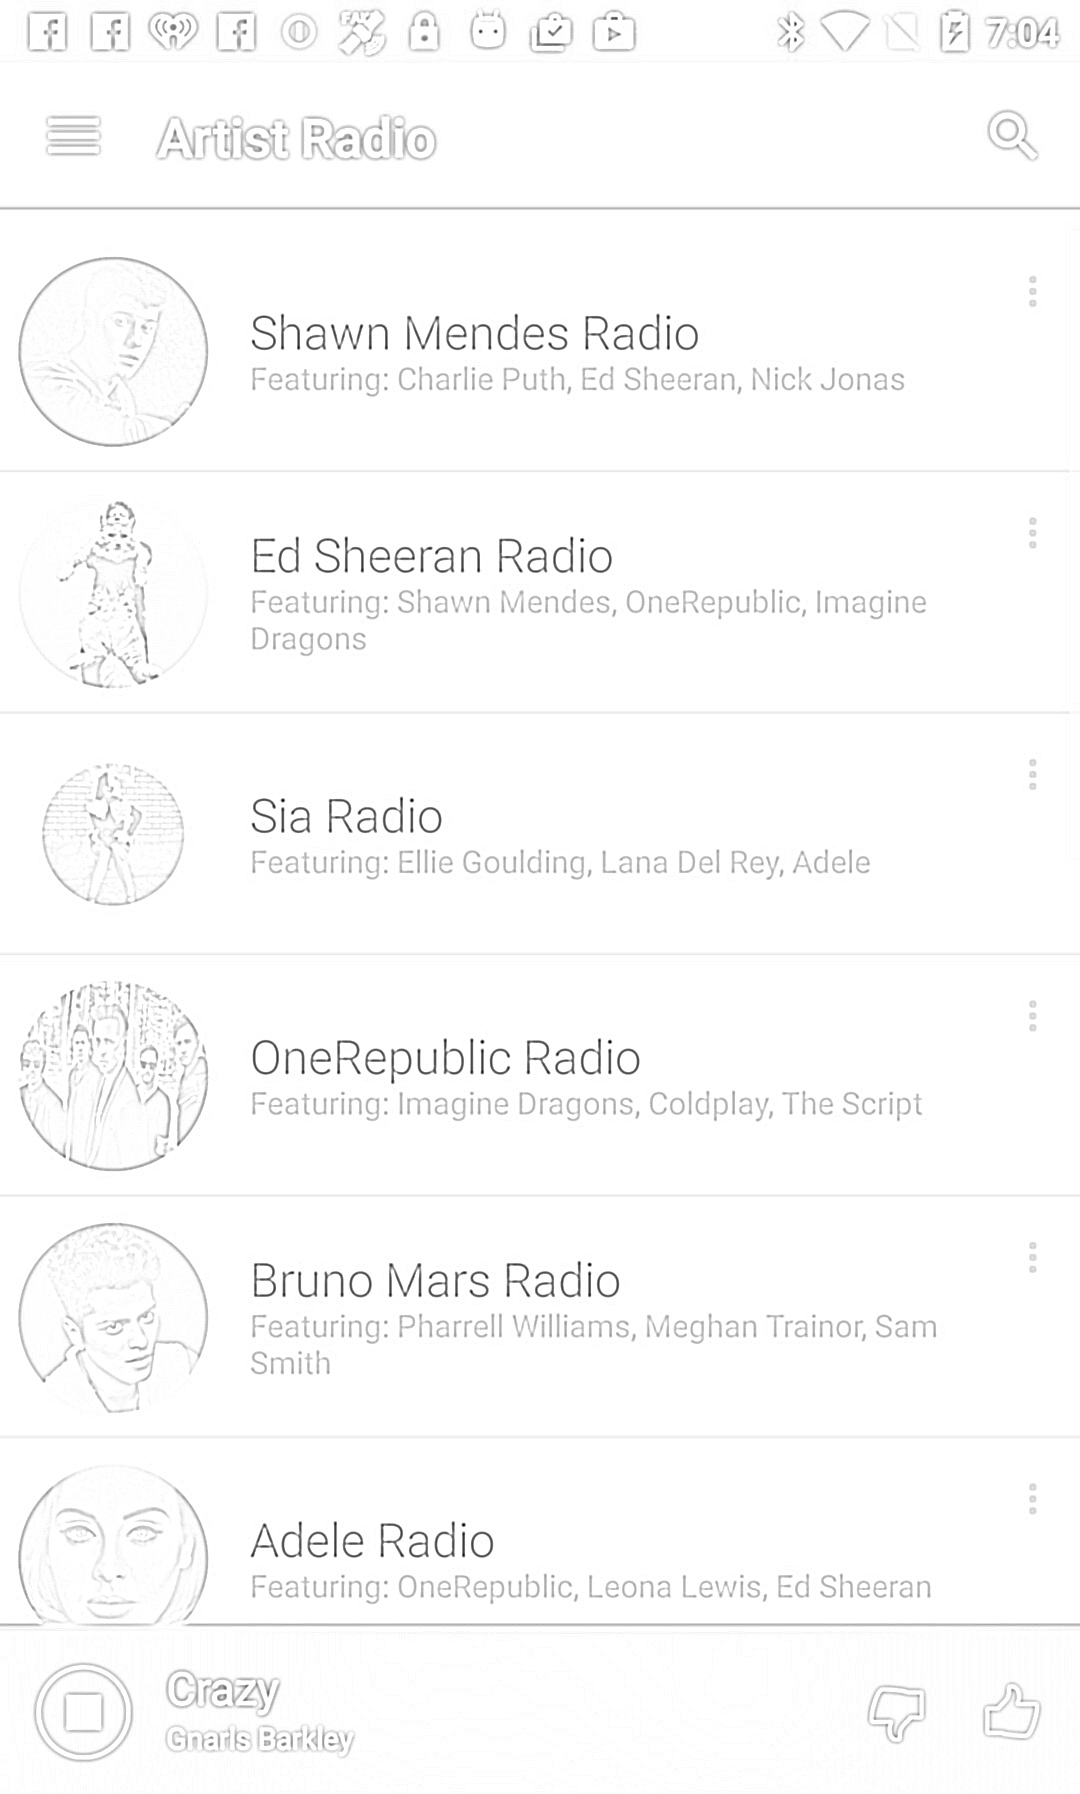 7:04
Artist Radio
Shawn Mendes Radio
Featuring: Charlie Puth, Ed Sheeran, Nick Jonas
Ed Sheeran Radio
Featuring: Shawn Mendes, OneRepublic, Imagine
Dragons
Sia Radio
Featuring: Ellie Goulding, Lana Del Rey, Adele
OneRepublic Radio
Featuring: Imagine Dragons, Coldplay, The Script
Bruno Mars Radio
Featuring: Pharrell Williams, Meghan Trainor, Sam
Smith
Adele Radio
Featuring: OneRepublic, Leona Lewis, Ed Sheeran
Crazy
Gnarls Barkley